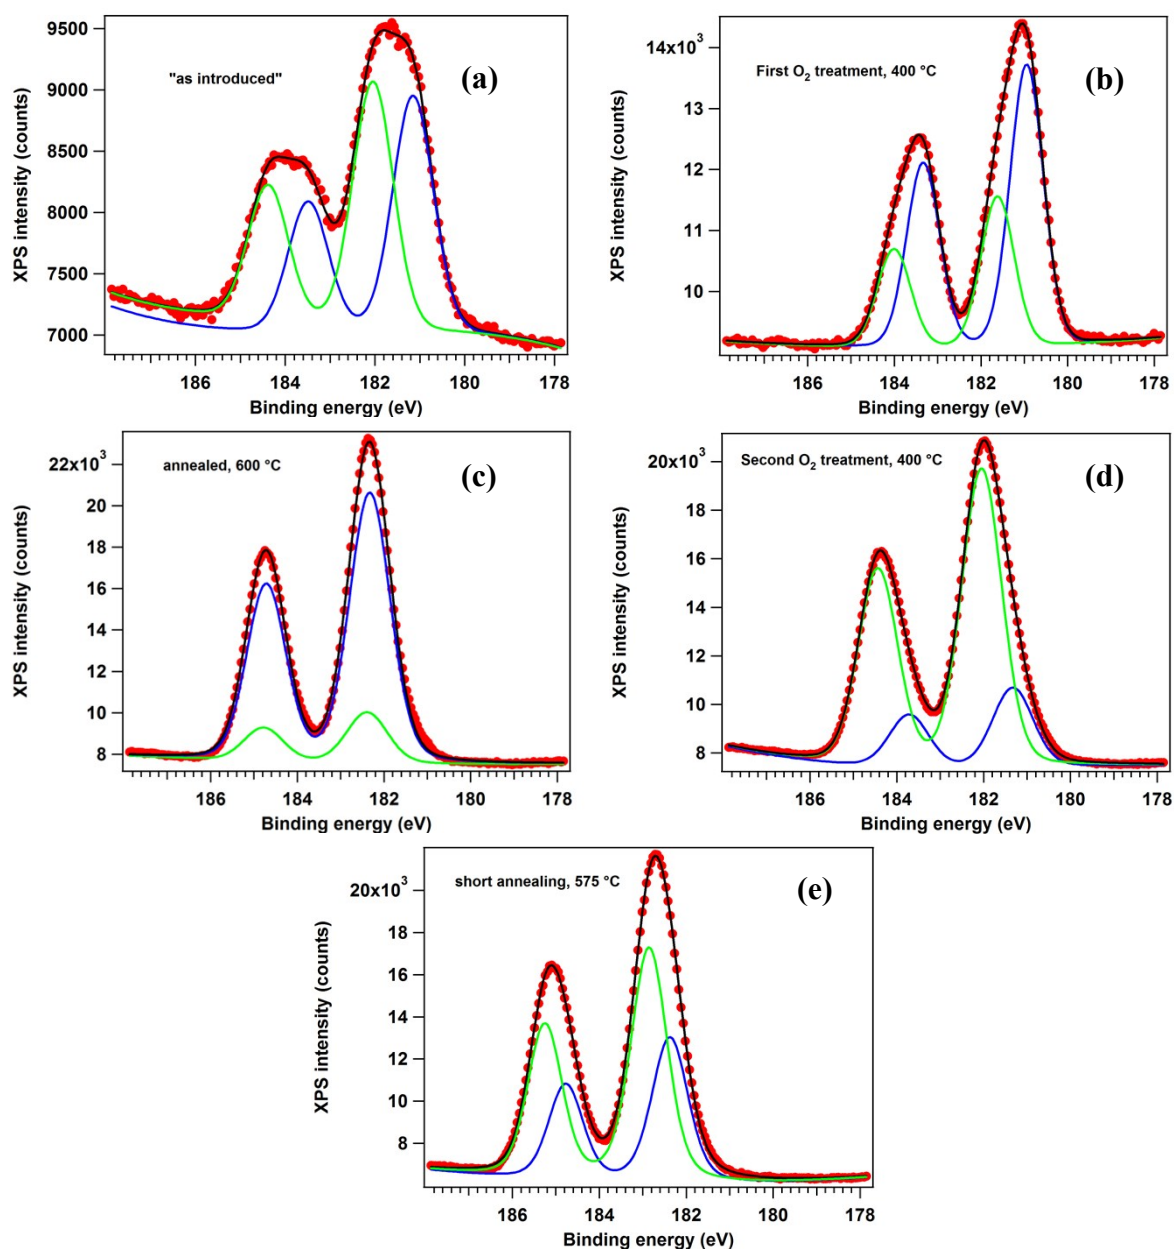 9500
9000
8500
8000
7500
7000
XPS intensity (counts)
"as introduced"
(a)
186 184 182 180 178
Binding energy (eV)
14x10³
13
12
11
10
XPS intensity (counts)
First O₂ treatment, 400 °C
(b)
186 184 182 180 178
Binding energy (eV)
22x10³
20
18
16
14
12
10
8
XPS intensity (counts)
annealed, 600 °C
(c)
186 184 182 180 178
Binding energy (eV)
20x10³
18
16
14
12
10
8
XPS intensity (counts)
Second O₂ treatment, 400 °C
(d)
186 184 182 180 178
Binding energy (eV)
20x10³
18
16
14
12
10
8
XPS intensity (counts)
short annealing, 575 °C
(e)
186 184 182 180 178
Binding energy (eV)